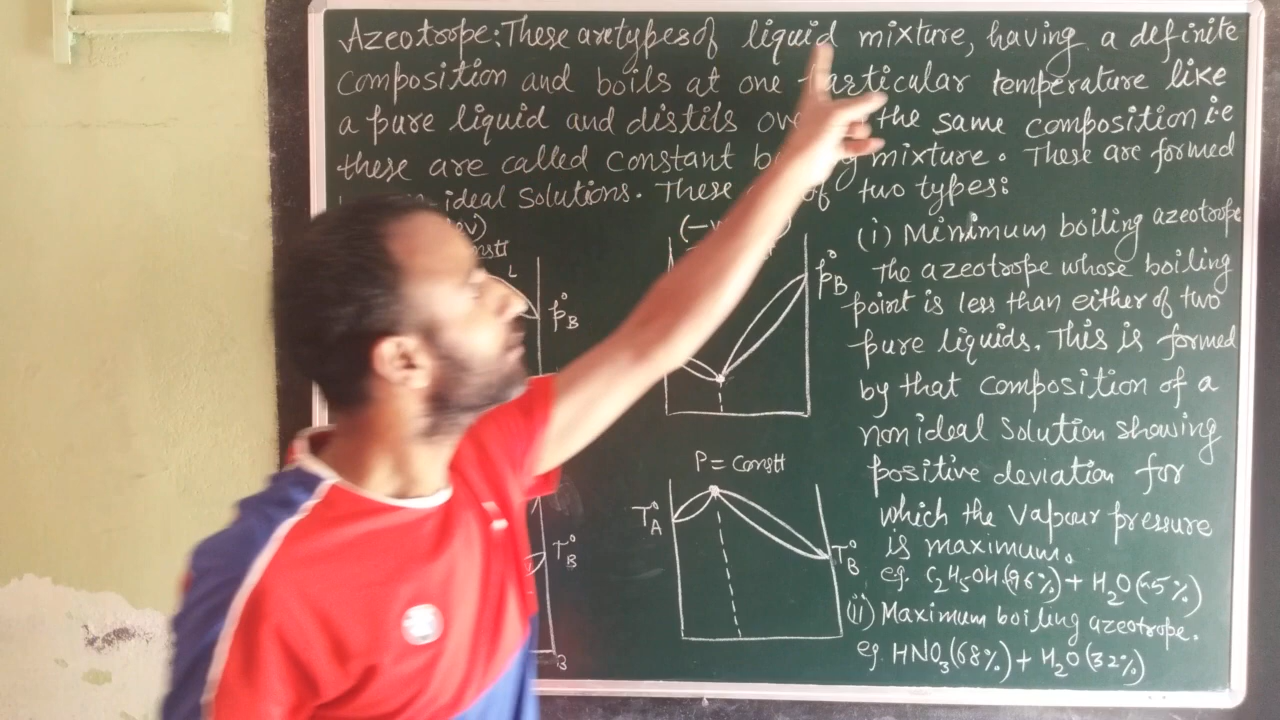 Azeotrope: These are types of liquid mixture, having a definite
composition and boils at one particular temperature like
a pure liquid and distils the same composition i.e
these are called constant mixture. These are formed
ideal solutions. These of two types:
(i) Minimum boiling azeotrope
The azeotrope whose boiling
point is less than either of two
pure liquids. This is formed
by that composition of a
nonideal solution showing
positive deviation for
which the vapour pressure
is maximum.
eg. C₂H₅OH(96%) + H₂O(~5%)
(ii) Maximum boiling azeotrope.
eg. HNO₃(68%) + H₂O(32%)
L
p°B
p°B
P = Constt
T°A
T°B
T°B
B